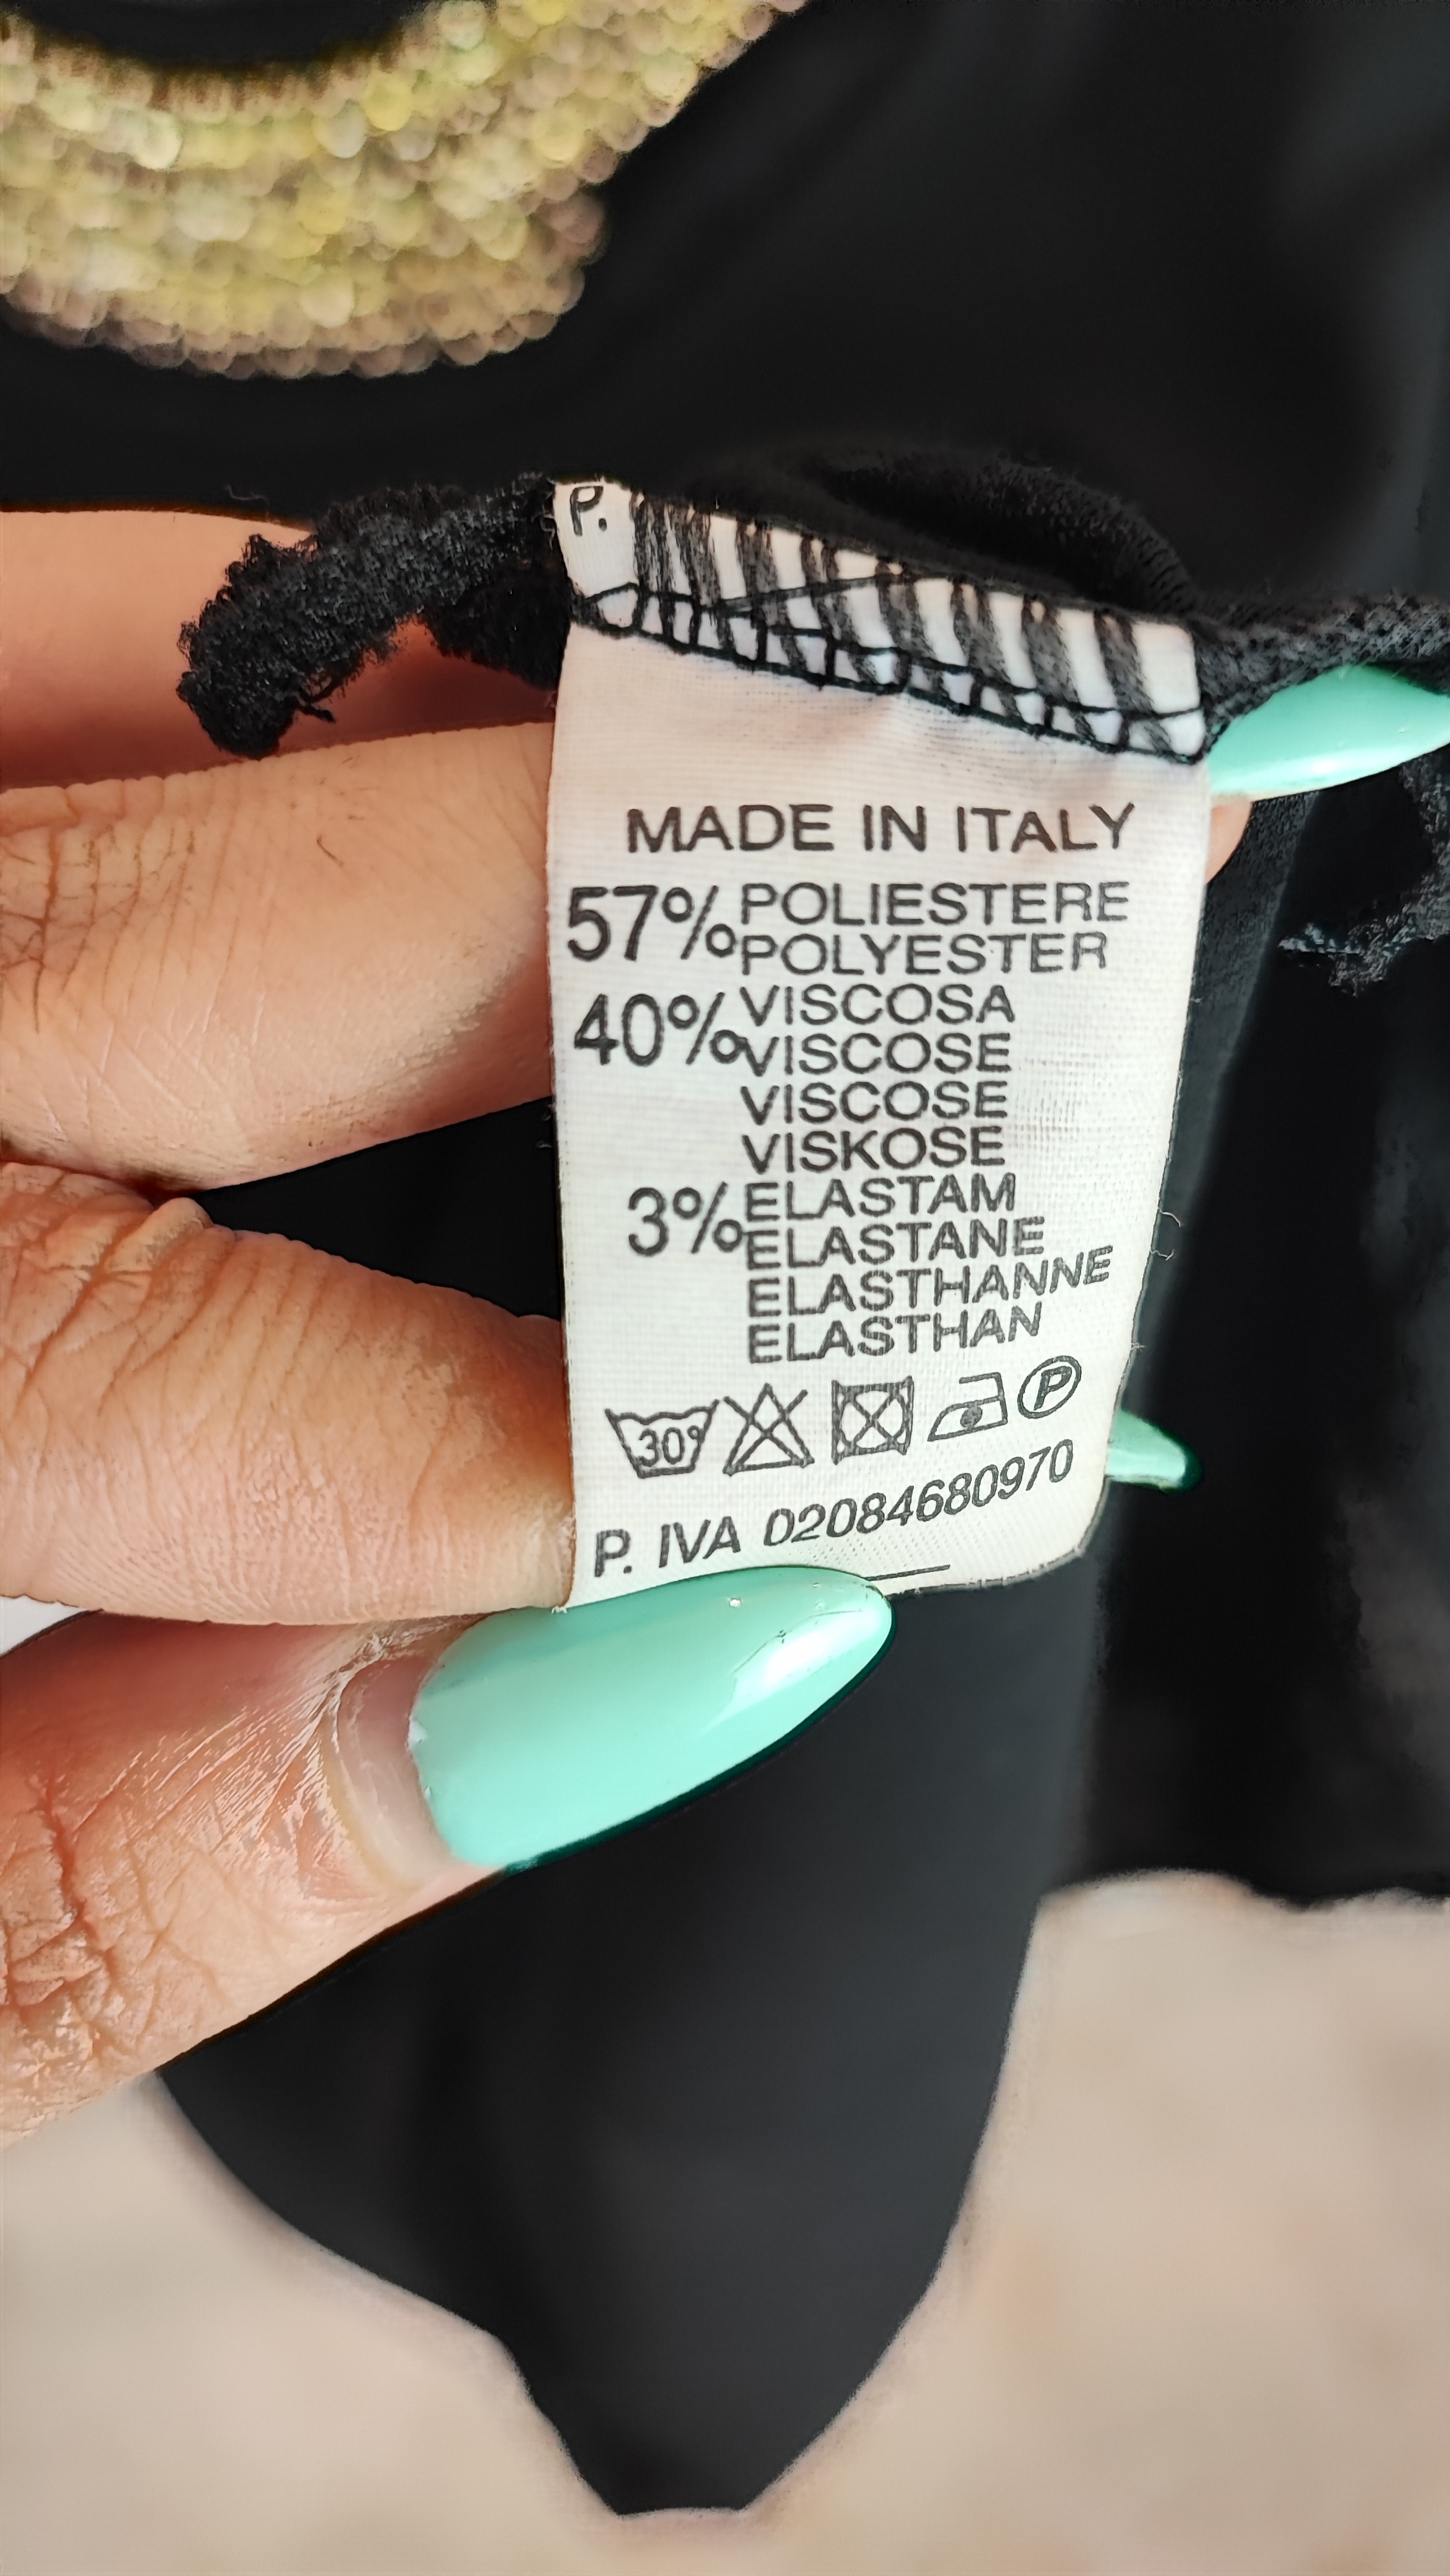 P.
MADE IN ITALY
57% POLIESTERE
POLYESTER
40% VISCOSA
VISCOSE
VISCOSE
VISKOSE
3% ELASTAM
ELASTANE
ELASTHANNE
ELASTHAN
30° P
P. IVA 02084680970